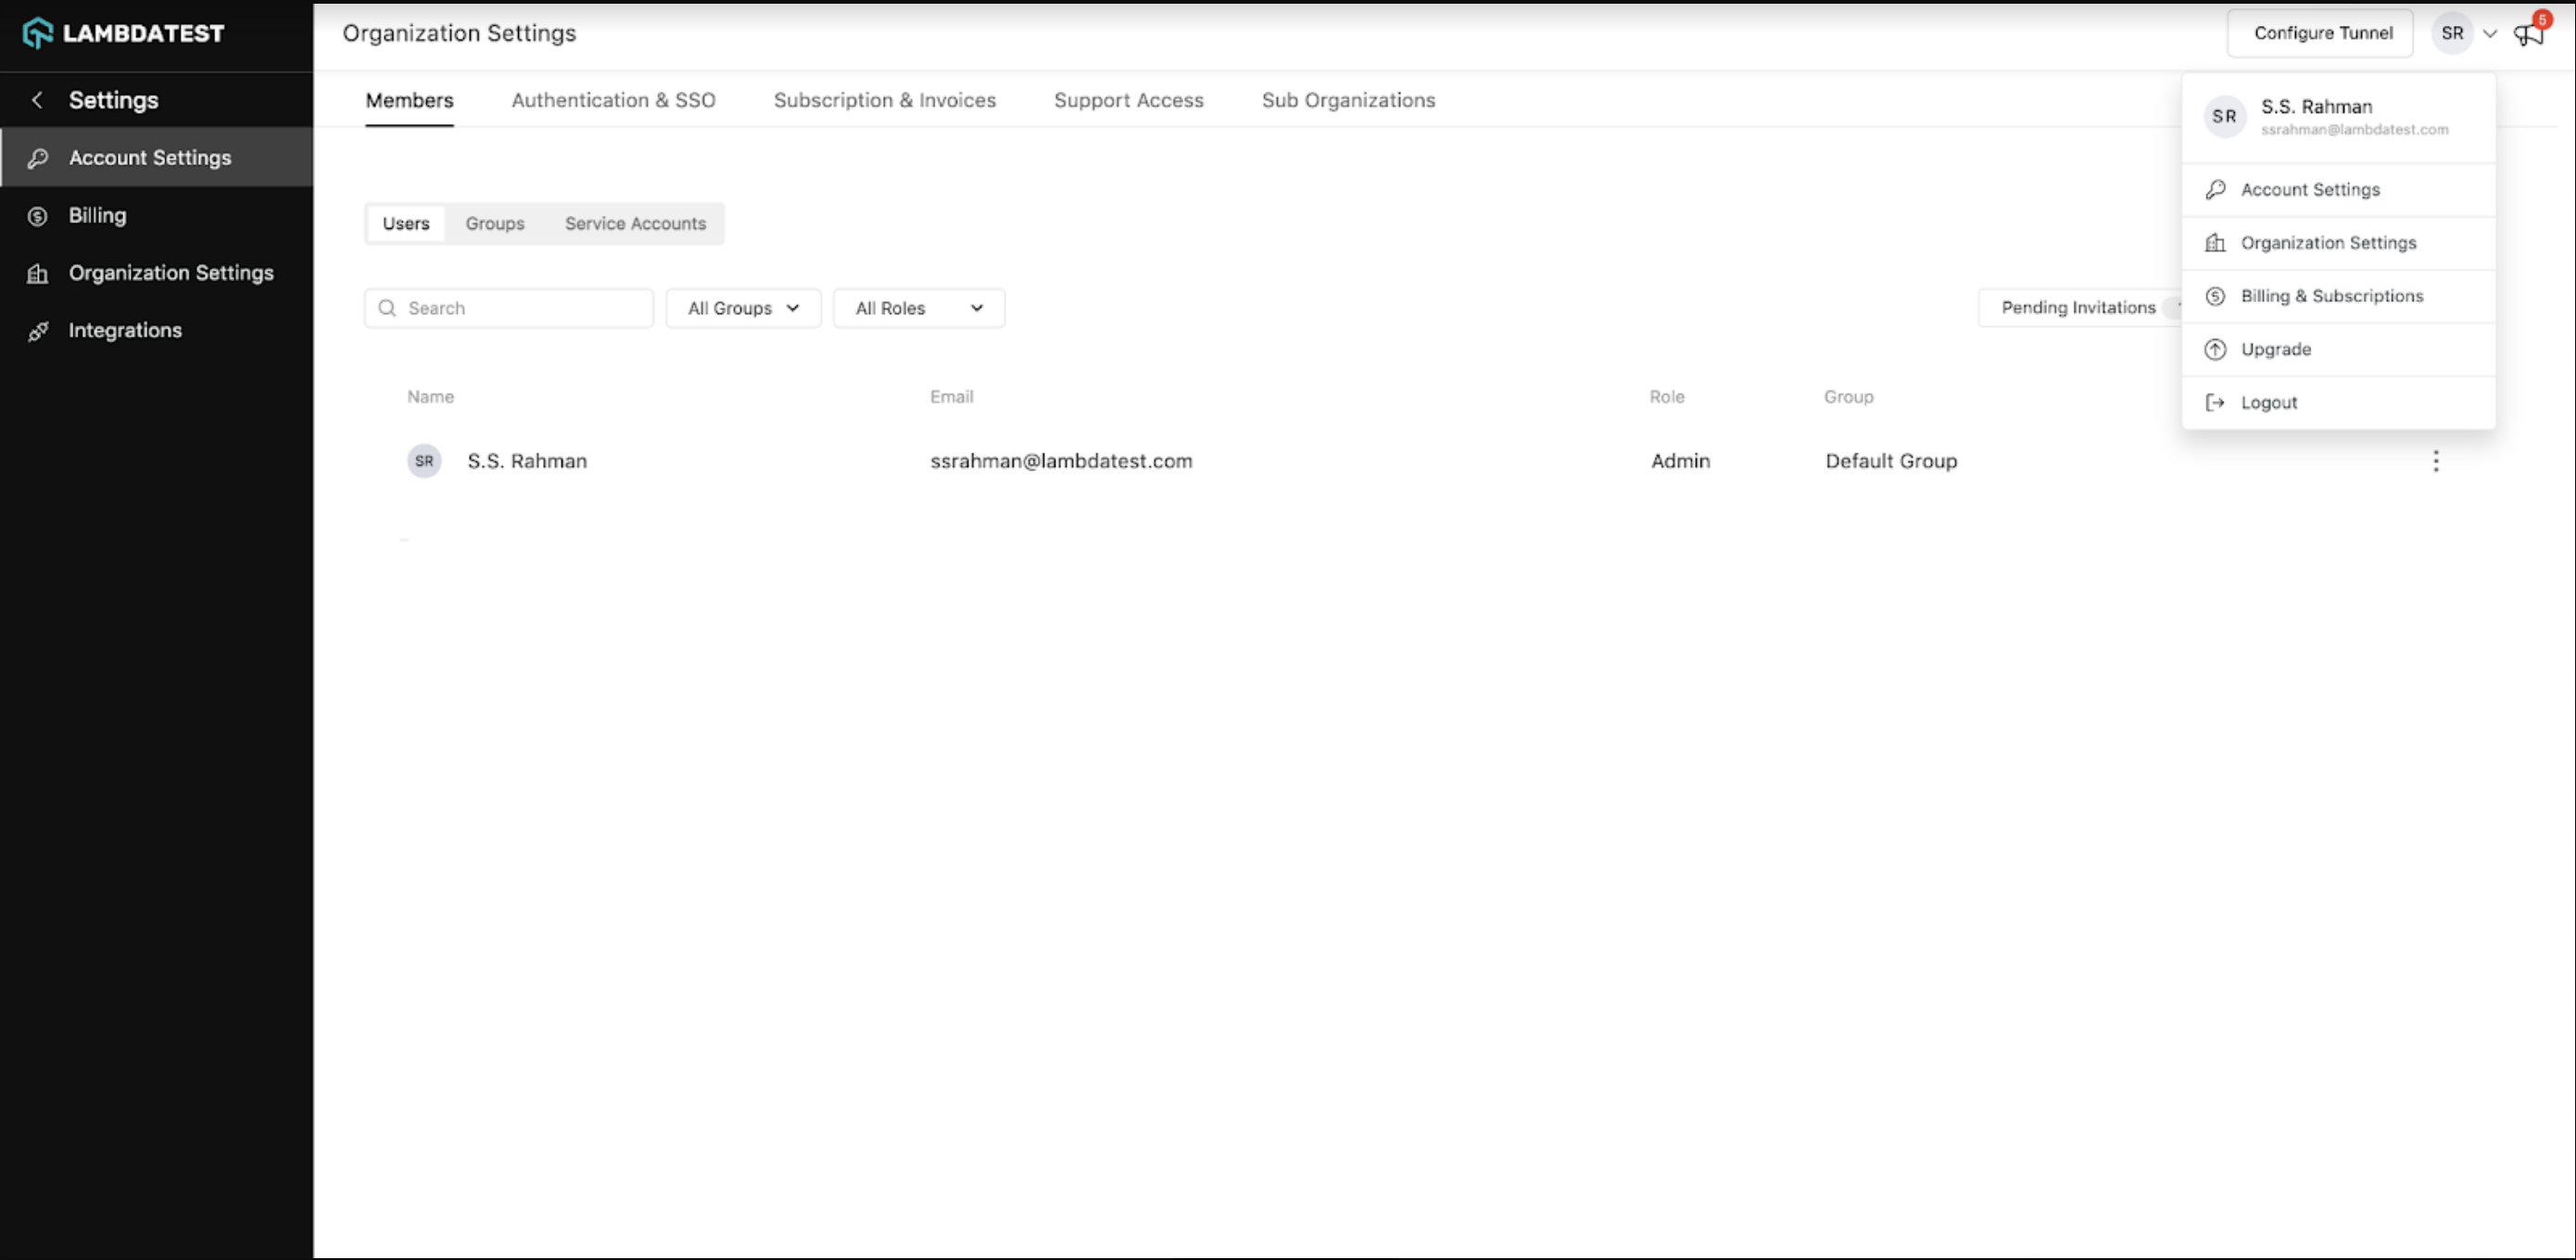 LAMBDATEST
Settings
Account Settings
Billing
Organization Settings
Integrations
Organization Settings
Configure Tunnel
SR
5
Members
Authentication & SSO
Subscription & Invoices
Support Access
Sub Organizations
Users
Groups
Service Accounts
Search
All Groups
All Roles
Pending Invitations
Name
Email
Role
Group
SR
S.S. Rahman
ssrahman@lambdatest.com
Admin
Default Group
SR
S.S. Rahman
ssrahman@lambdatest.com
Account Settings
Organization Settings
Billing & Subscriptions
Upgrade
Logout